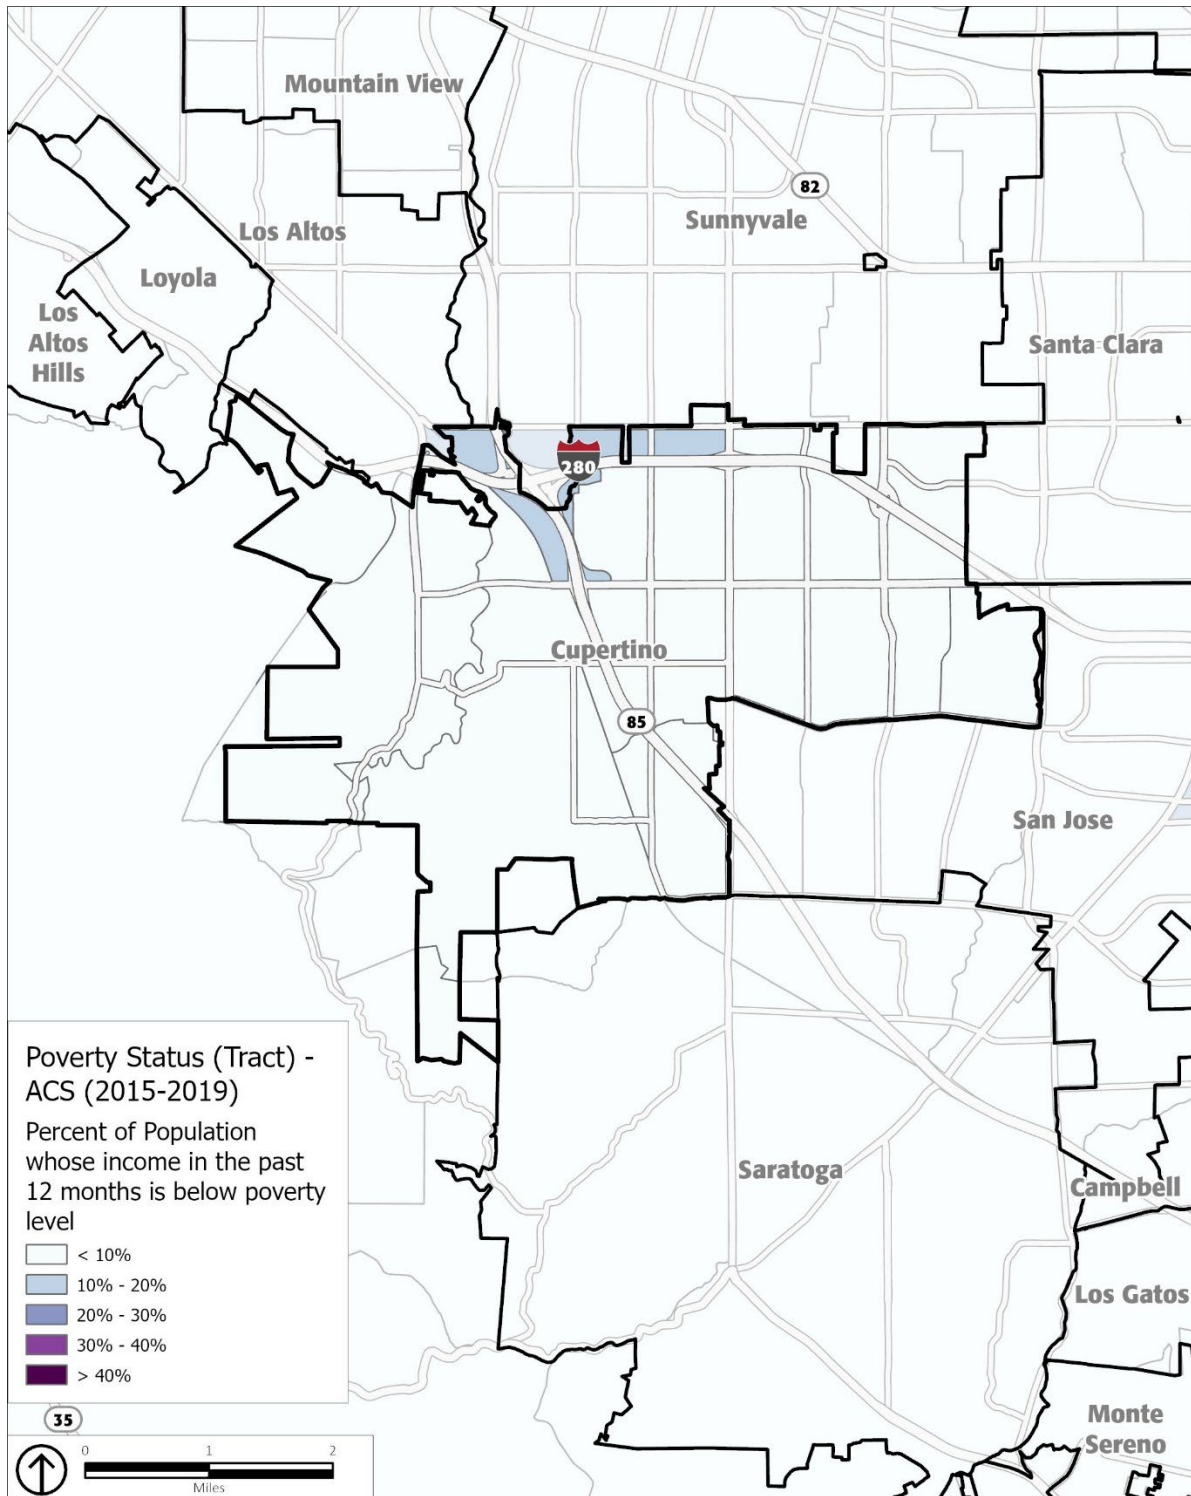 Mountain View
82
Sunnyvale
Los Altos
Loyola
Los
Altos
Hills
Santa Clara
280
Cupertino
85
San Jose
Saratoga
Campbell
Los Gatos
Monte
Sereno
Poverty Status (Tract) -
ACS (2015-2019)
Percent of Population
whose income in the past
12 months is below poverty
level
< 10%
10% - 20%
20% - 30%
30% - 40%
> 40%
35
0 1 2
Miles